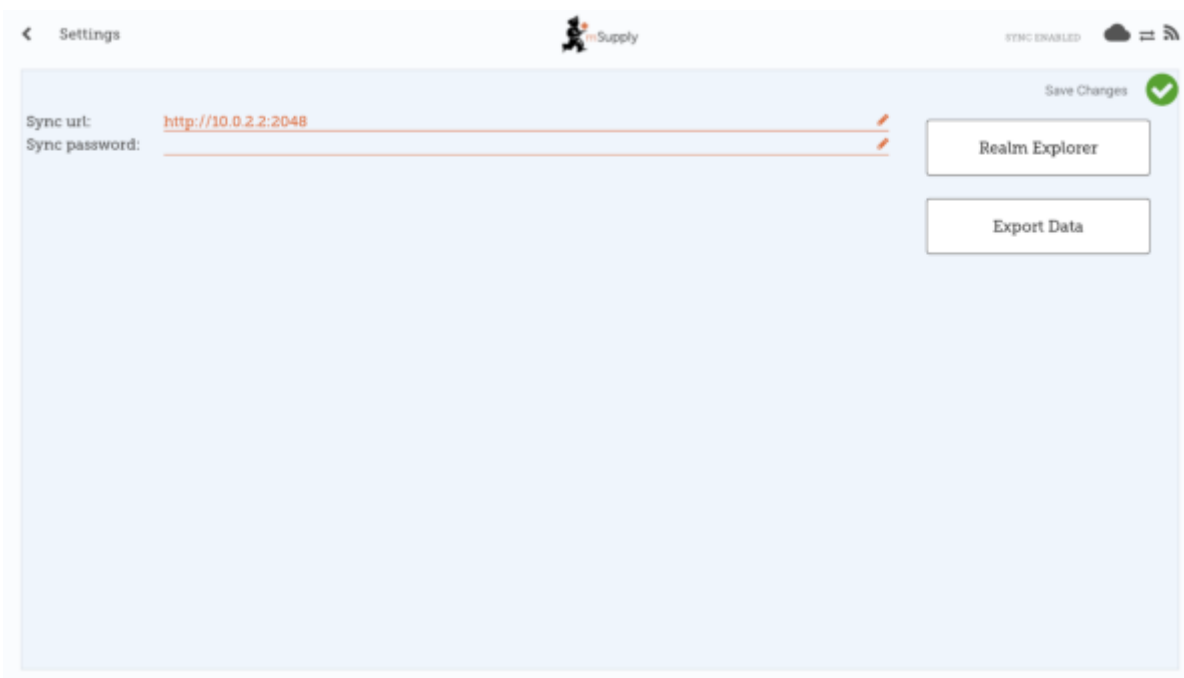 Settings
mSupply
SYNC ENABLED
Save Changes
Sync url: http://10.0.2.2:2048
Sync password:
Realm Explorer
Export Data